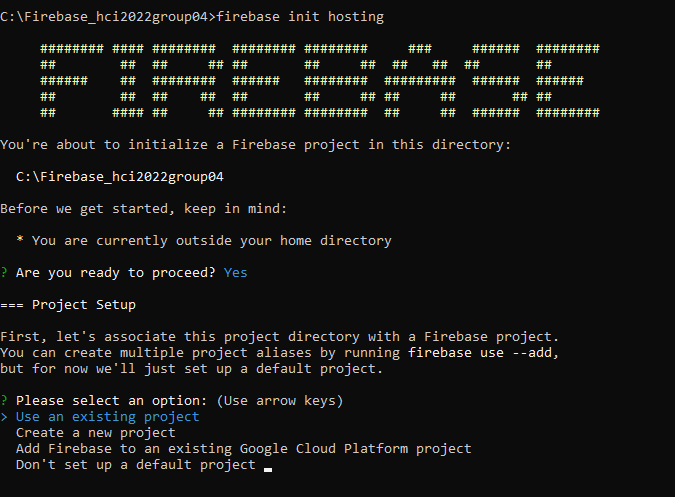 C:\Firebase_hci2022group04>firebase init hosting
######## #### ######## ######## ########     ###     ######  ########
##        ##  ##     ## ##       ##     ##  ##   ##  ##       ##
######    ##  ########  ######   ########  #########  ######  ######
##        ##  ##    ##  ##       ##     ## ##     ##       ## ##
##       #### ##     ## ######## ########  ##     ##  ######  ########
You're about to initialize a Firebase project in this directory:
C:\Firebase_hci2022group04
Before we get started, keep in mind:
* You are currently outside your home directory
? Are you ready to proceed? Yes
=== Project Setup
First, let's associate this project directory with a Firebase project.
You can create multiple project aliases by running firebase use --add,
but for now we'll just set up a default project.
? Please select an option: (Use arrow keys)
> Use an existing project
Create a new project
Add Firebase to an existing Google Cloud Platform project
Don't set up a default project